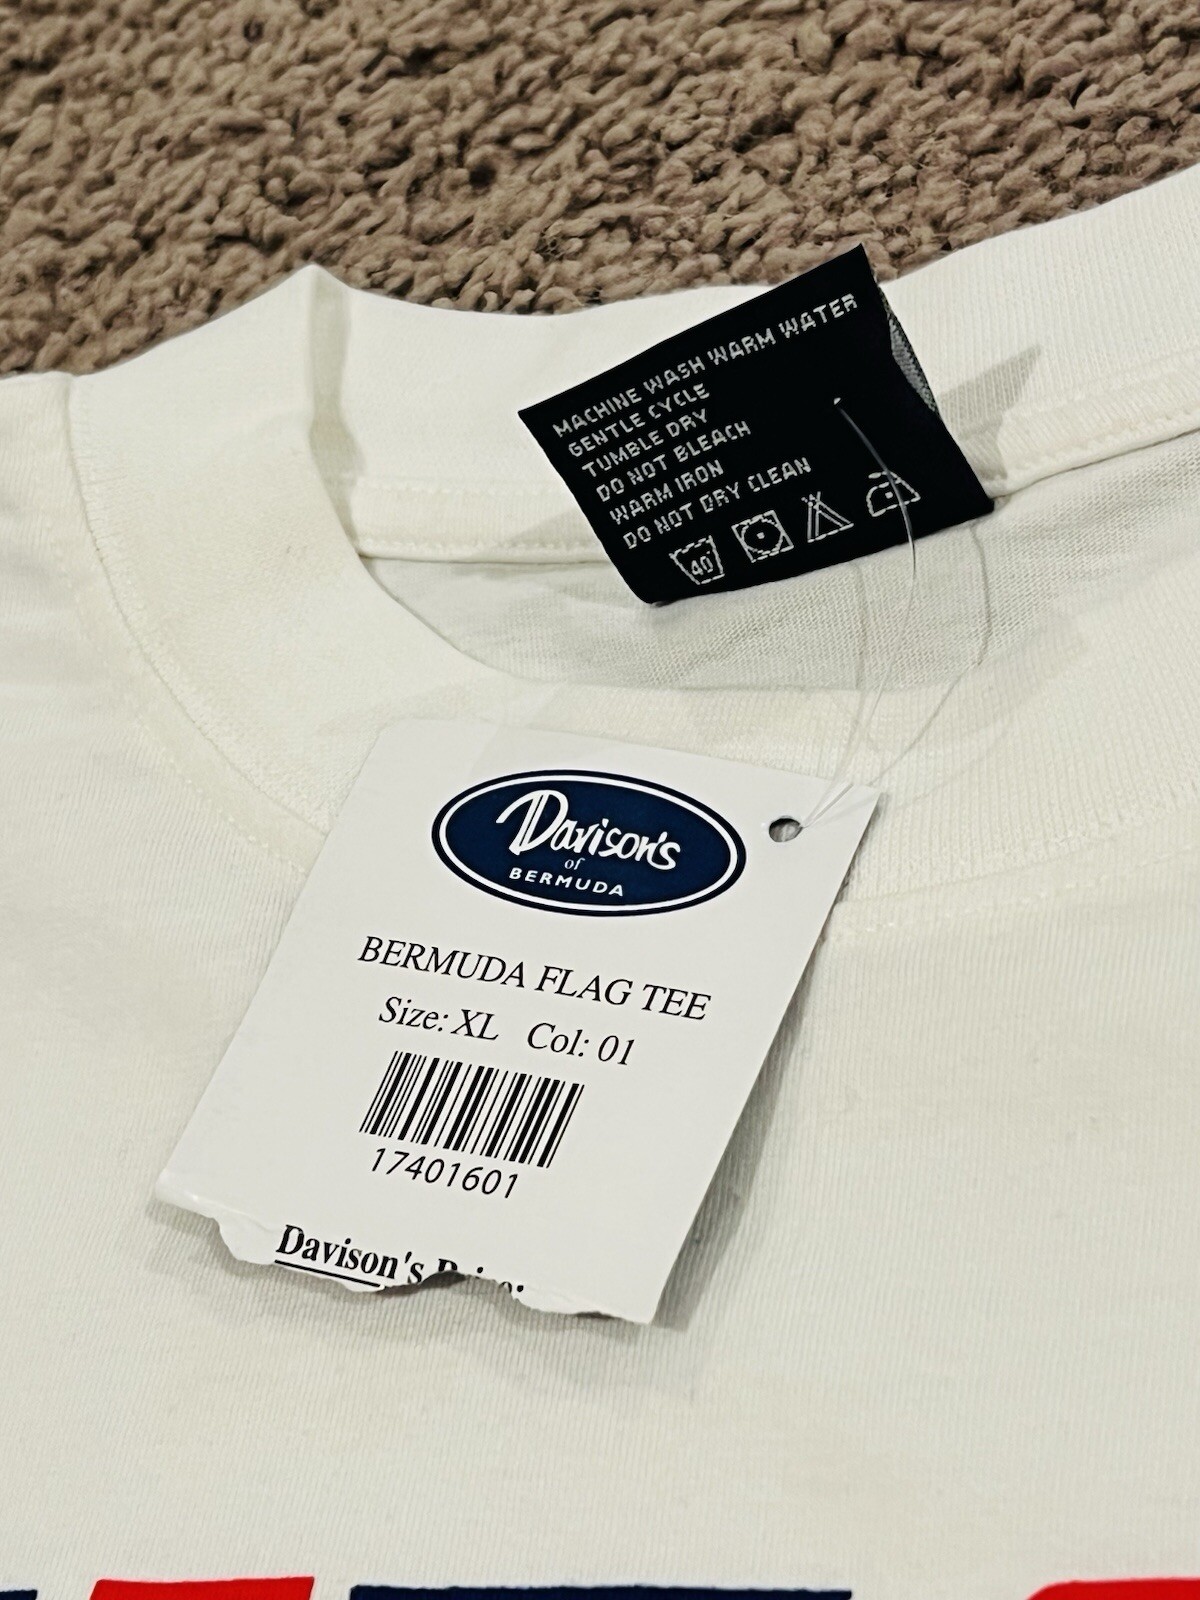 MACHINE WASH WARM WATER
GENTLE CYCLE
TUMBLE DRY
DO NOT BLEACH
WARM IRON
DO NOT DRY CLEAN
40
Davison's
of
BERMUDA
BERMUDA FLAG TEE
Size: XL Col: 01
17401601
Davison's